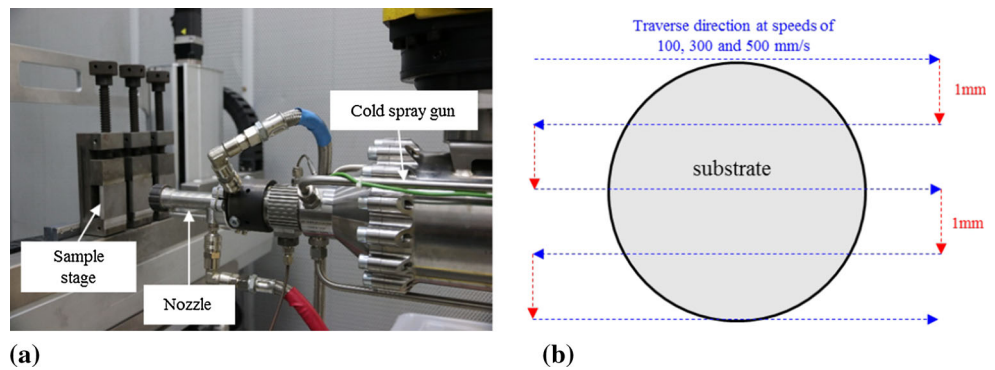 Cold spray gun
Sample
stage
Nozzle
(a)
Traverse direction at speeds of
100, 300 and 500 mm/s
1mm
substrate
1mm
(b)